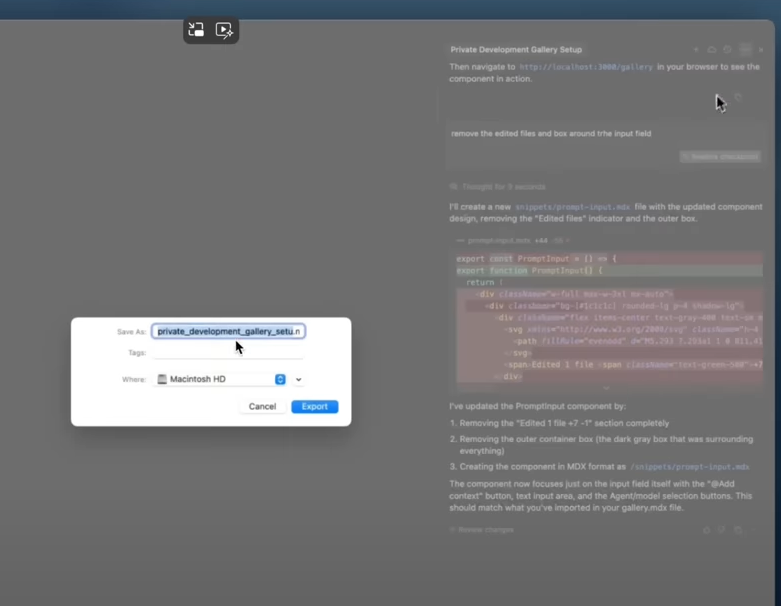 Private Development Gallery Setup
Then navigate to http://localhost:3000/gallery in your browser to see the
component in action.
remove the edited files and box around trhe input field
Restore checkpoint
Thought for 9 seconds
I'll create a new snippets/prompt-input.mdx file with the updated component
design, removing the "Edited files" indicator and the outer box.
prompt-input.mdx +44
export const PromptInput = () => {
export function PromptInput() {
return (
<div className="w-full max-w-3xl mx-auto">
<div className="bg-[#1c1c1c] rounded-lg p-4 shadow-lg">
<div className="flex items-center text-gray-400 text-sm m
<svg xmlns="http://www.w3.org/2000/svg" className=
<path fillRule="evenodd" d="M5.293 7.293a1 1 0 011.
</svg>
<span>Edited 1 file <span className="text-green-500">+7
</div>
I've updated the PromptInput component by:
1. Removing the "Edited 1 file +7 -1" section completely
2. Removing the outer container box (the dark gray box that was surrounding
everything)
3. Creating the component in MDX format as /snippets/prompt-input.mdx
The component now focuses just on the input field itself with the "@Add
context" button, text input area, and the Agent/model selection buttons. This
should match what you've imported in your gallery.mdx file.
Review changes
Save As: private_development_gallery_setu.n
Tags:
Where: Macintosh HD
Cancel Export